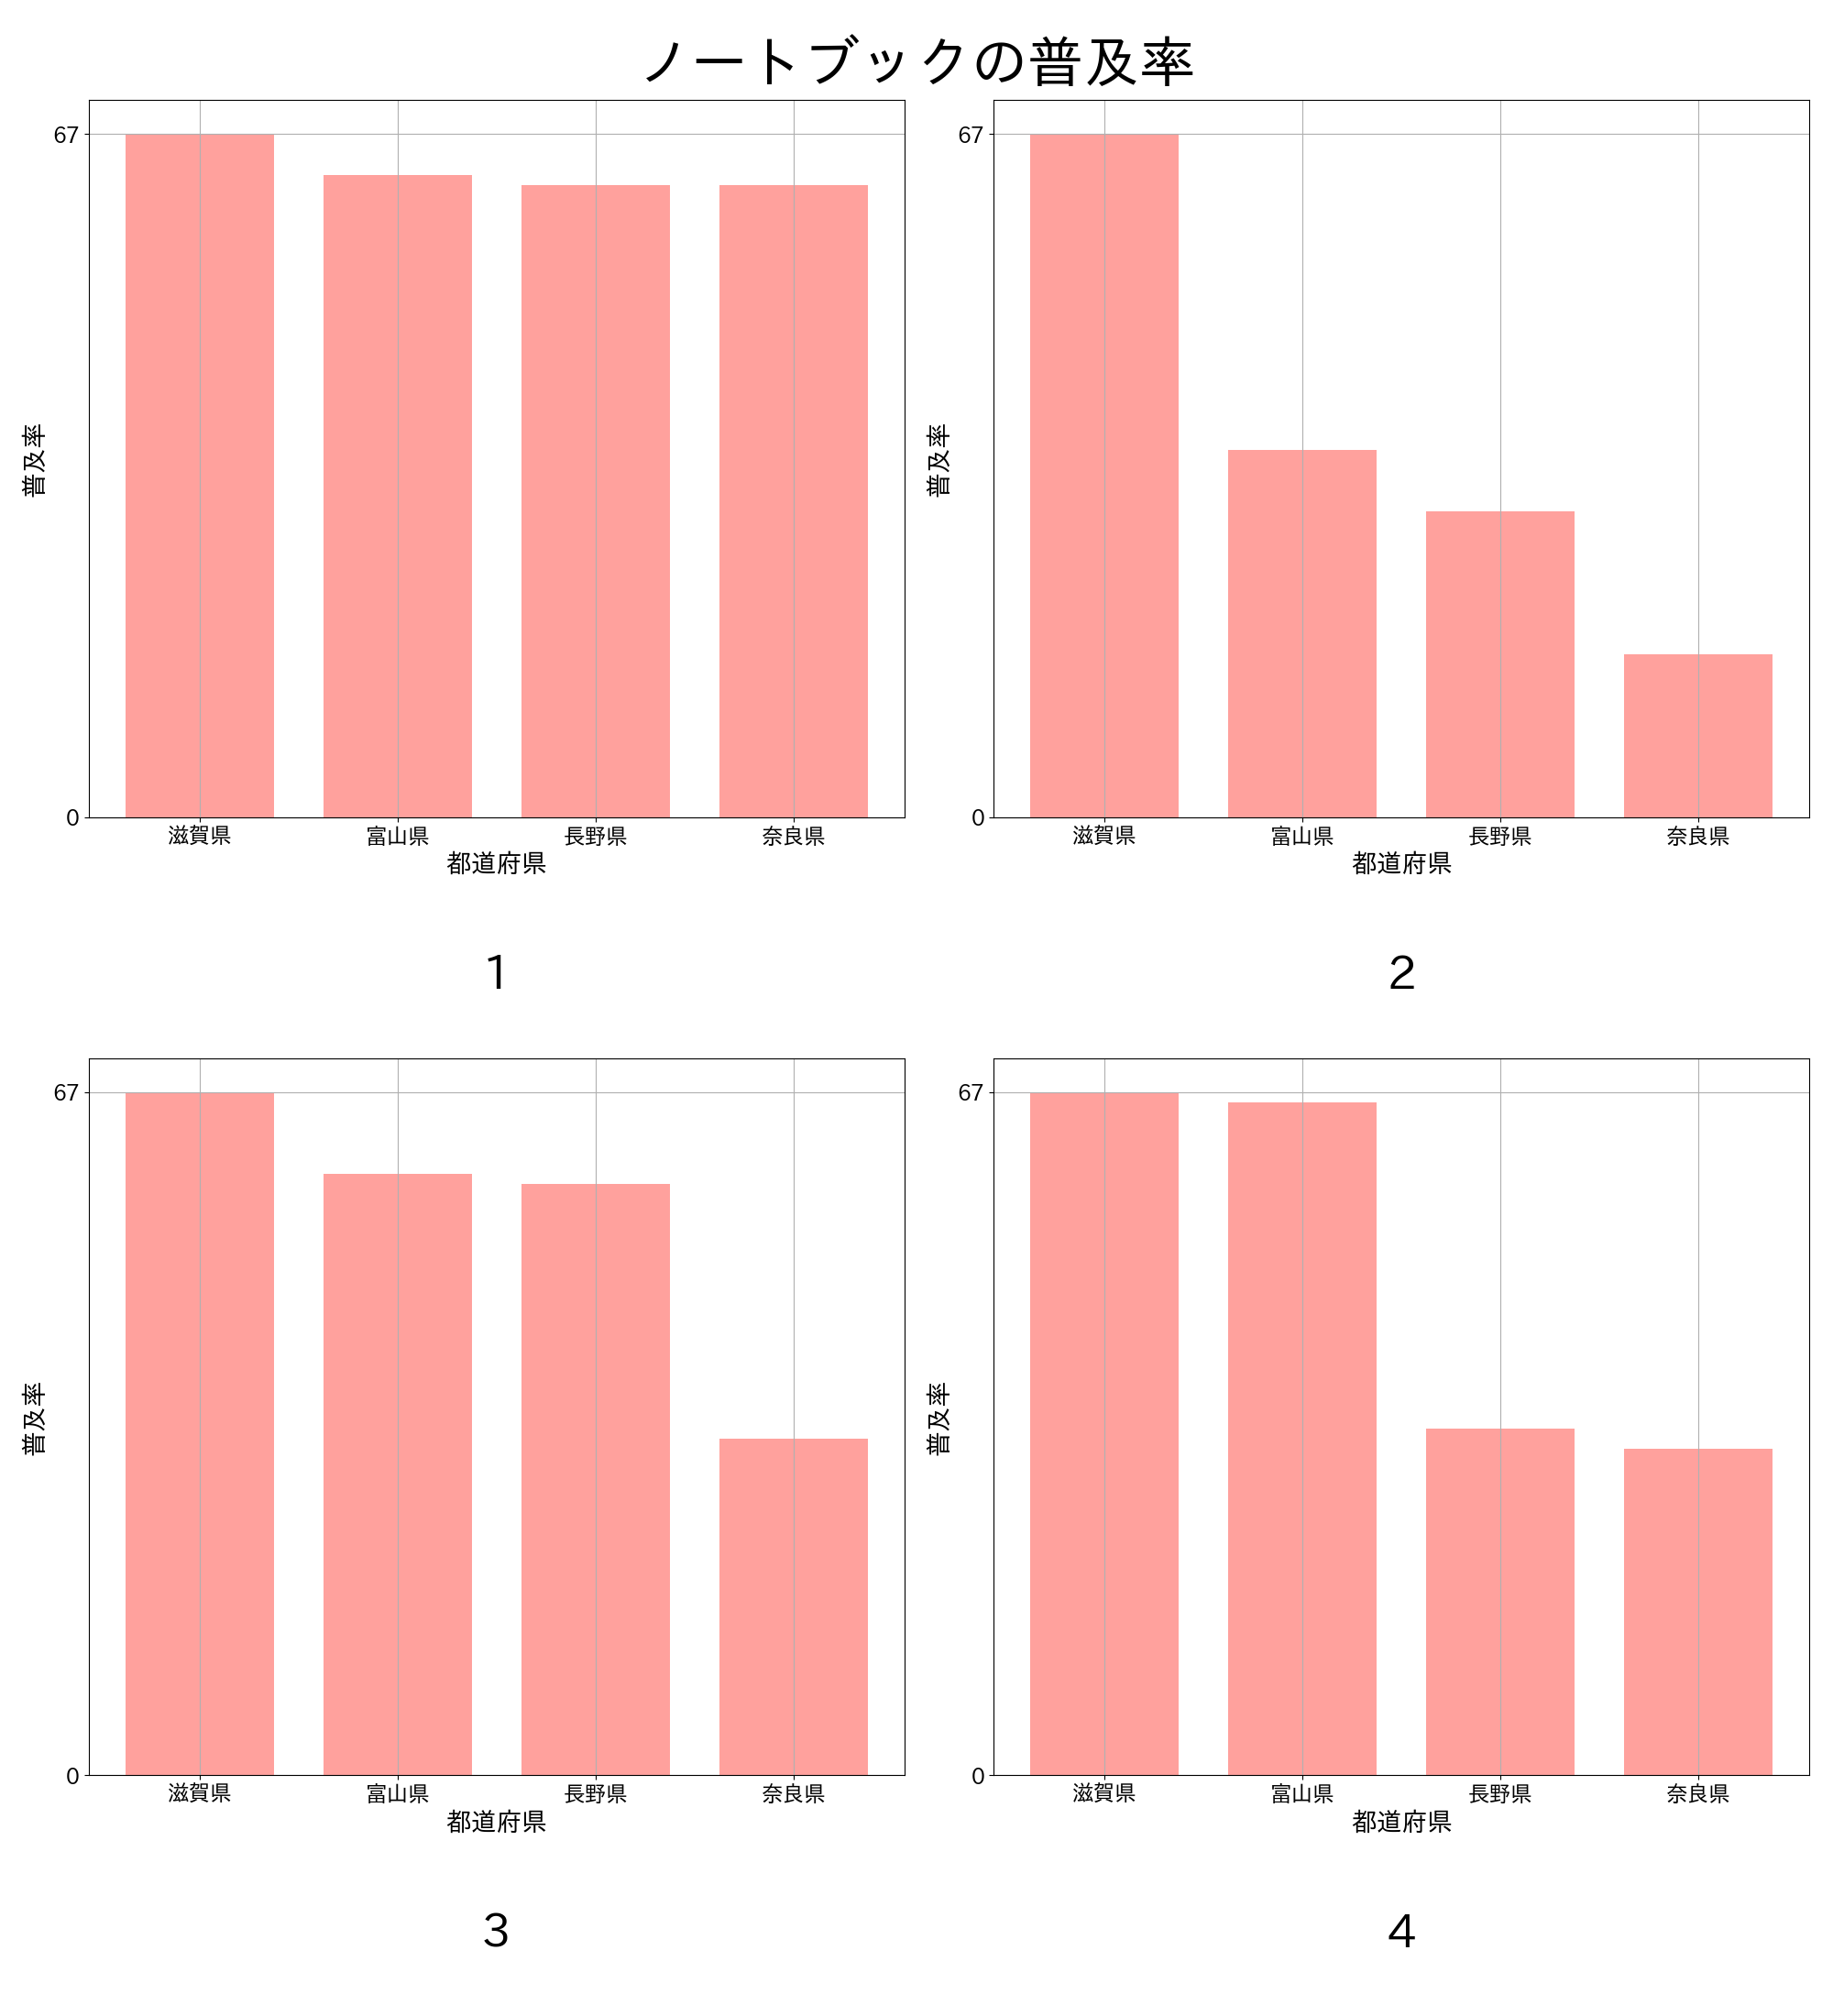 ノートブックの普及率
67
0
普及率
滋賀県 富山県 長野県 奈良県
都道府県
1
67
0
普及率
滋賀県 富山県 長野県 奈良県
都道府県
2
67
0
普及率
滋賀県 富山県 長野県 奈良県
都道府県
3
67
0
普及率
滋賀県 富山県 長野県 奈良県
都道府県
4